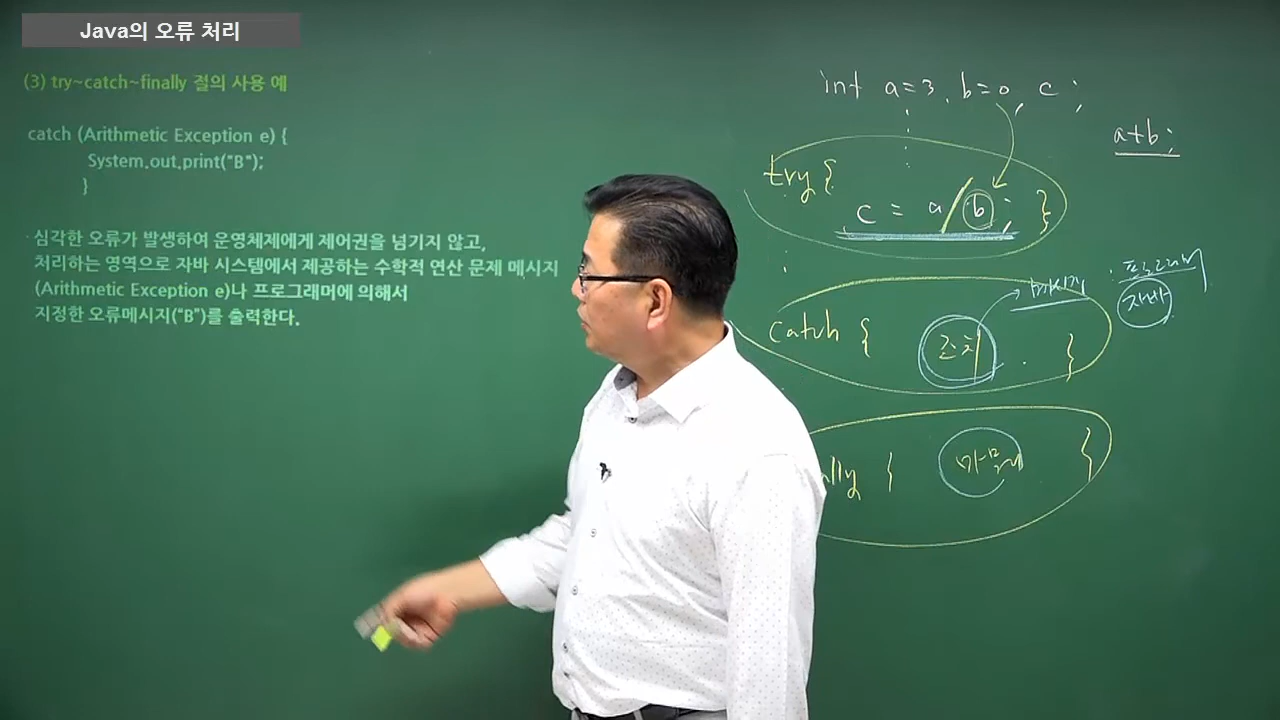 Java의 오류 처리
(3) try~catch~finally 절의 사용 예
catch (Arithmetic Exception e) {
System.out.print("B");
}
· 심각한 오류가 발생하여 운영체제에게 제어권을 넘기지 않고,
처리하는 영역으로 자바 시스템에서 제공하는 수학적 연산 문제 메시지
(Arithmetic Exception e)나 프로그래머에 의해서
지정한 오류메시지("B")를 출력한다.
int a=3, b=0, c ;
a+b;
try {
c = a/b ; }
메시지 : 프로그래머
자바
catch { 조치 . }
lly { 마무리 }